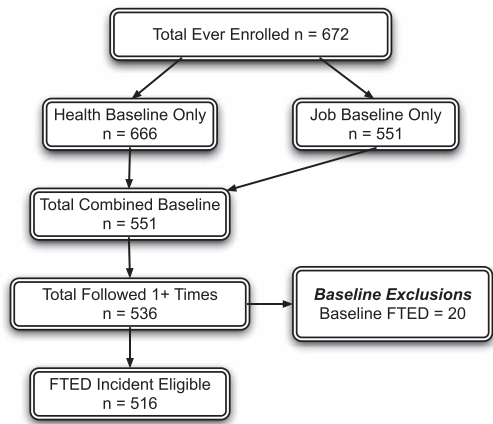 Total Ever Enrolled n = 672
Health Baseline Only
n = 666
Job Baseline Only
n = 551
Total Combined Baseline
n = 551
Total Followed 1+ Times
n = 536
Baseline Exclusions
Baseline FTED = 20
FTED Incident Eligible
n = 516